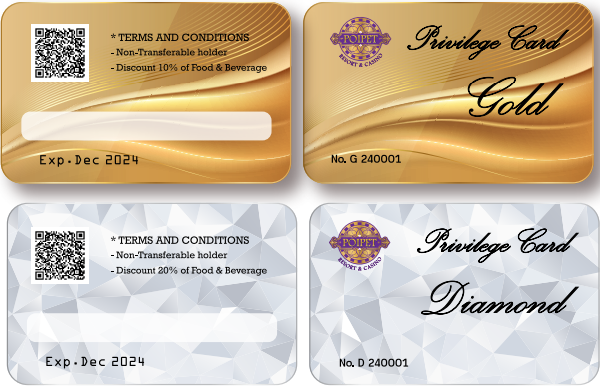 * TERMS AND CONDITIONS
- Non-Transferable holder
- Discount 10% of Food & Beverage
Exp.Dec 2024
POIPET
RESORT & CASINO
Privilege Card
Gold
No. G 240001
* TERMS AND CONDITIONS
- Non-Transferable holder
- Discount 20% of Food & Beverage
Exp.Dec 2024
POIPET
RESORT & CASINO
Privilege Card
Diamond
No. D 240001